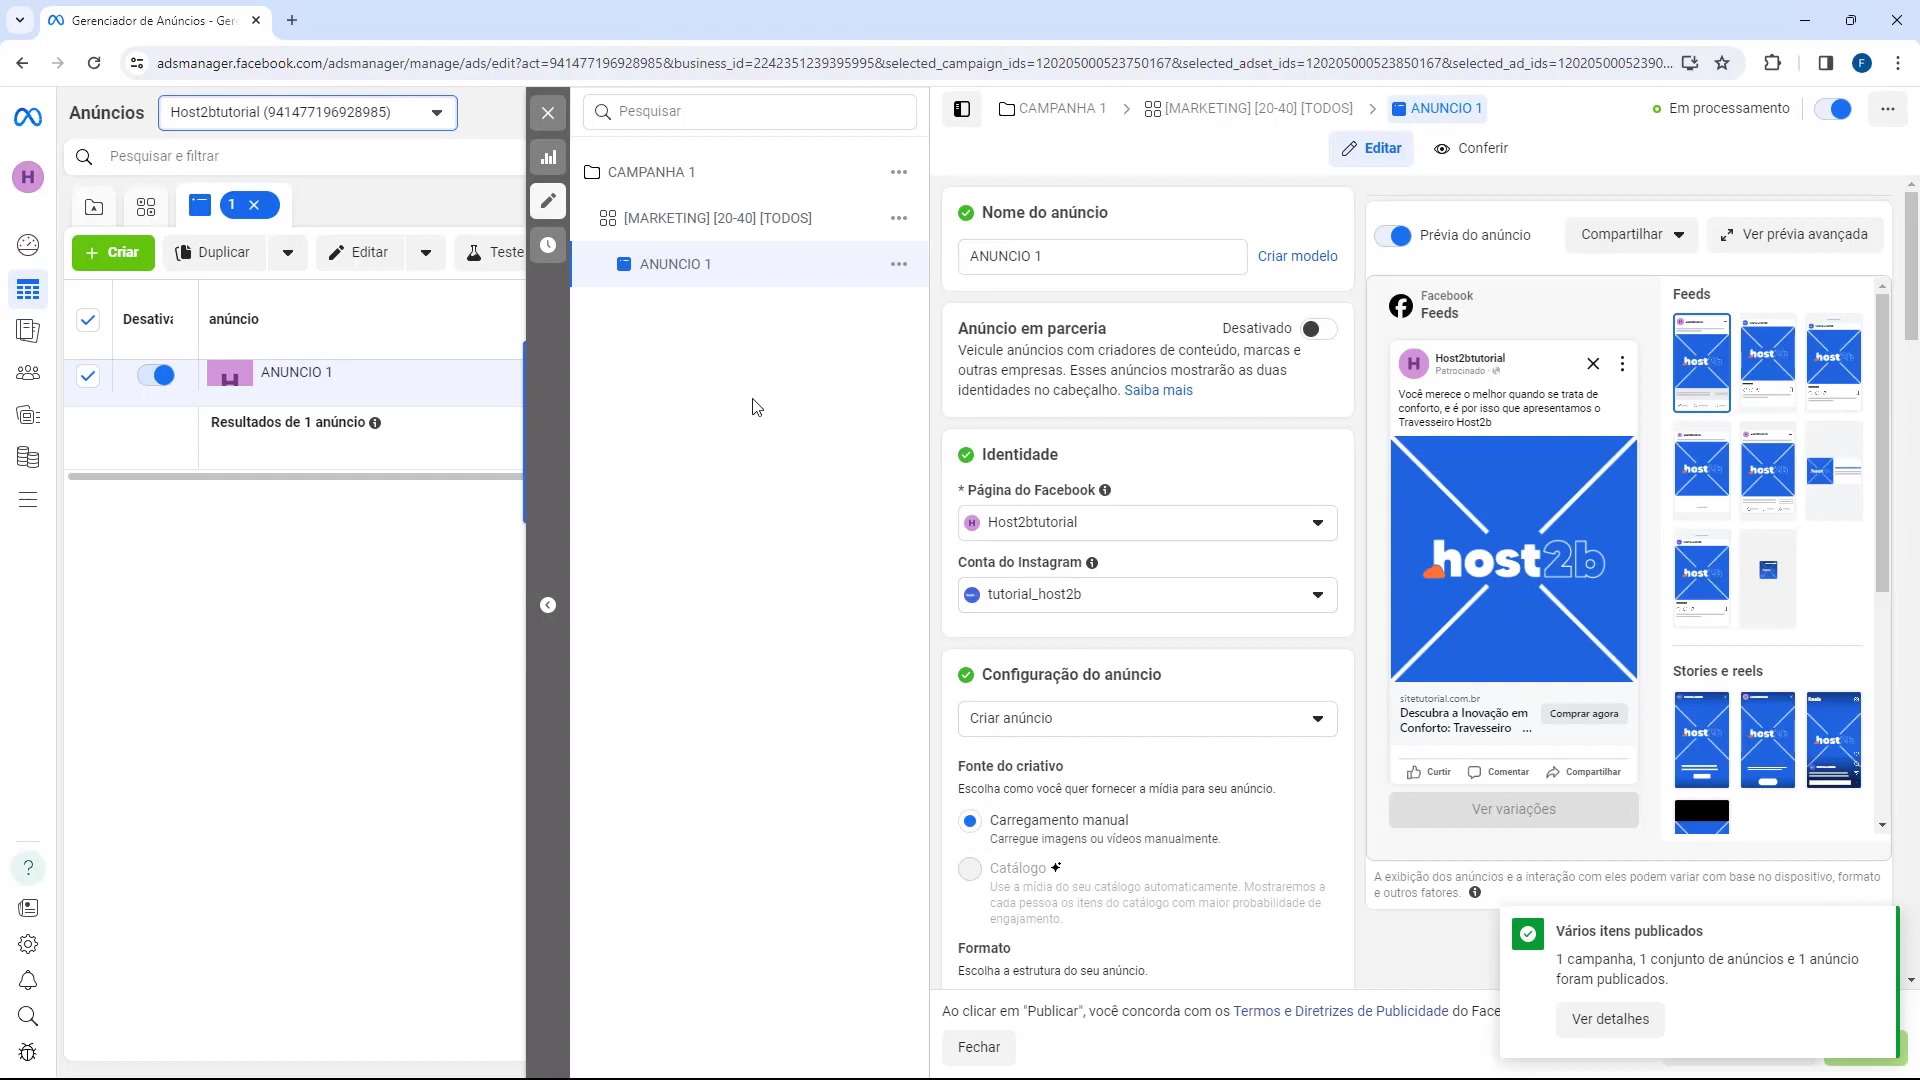 Gerenciador de Anúncios - Ger
adsmanager.facebook.com/adsmanager/manage/ads/edit?act=941477196928985&business_id=2242351239395995&selected_campaign_ids=120205000523750167&selected_adset_ids=120205000523850167&selected_ad_ids=12020500052390...
F
Anúncios
Host2btutorial (941477196928985)
Pesquisar e filtrar
H
1
Criar
Duplicar
Editar
Teste
Desativa
anúncio
H
ANUNCIO 1
Resultados de 1 anúncio
?
Pesquisar
CAMPANHA 1
[MARKETING] [20-40] [TODOS]
ANUNCIO 1
CAMPANHA 1
[MARKETING] [20-40] [TODOS]
ANUNCIO 1
Em processamento
Editar
Conferir
Nome do anúncio
ANUNCIO 1
Criar modelo
Anúncio em parceria
Desativado
Veicule anúncios com criadores de conteúdo, marcas e
outras empresas. Esses anúncios mostrarão as duas
identidades no cabeçalho. Saiba mais
Identidade
* Página do Facebook
H
Host2btutorial
Conta do Instagram
tutorial_host2b
Configuração do anúncio
Criar anúncio
Fonte do criativo
Escolha como você quer fornecer a mídia para seu anúncio.
Carregamento manual
Carregue imagens ou vídeos manualmente.
Catálogo
Use a mídia do seu catálogo automaticamente. Mostraremos a
cada pessoa os itens do catálogo com maior probabilidade de
engajamento.
Formato
Escolha a estrutura do seu anúncio.
Ao clicar em "Publicar", você concorda com os Termos e Diretrizes de Publicidade do Face
Fechar
Prévia do anúncio
Compartilhar
Ver prévia avançada
Facebook
Feeds
H
Host2btutorial
Patrocinado
Você merece o melhor quando se trata de
conforto, e é por isso que apresentamos o
Travesseiro Host2b
host2b
sitetutorial.com.br
Descubra a Inovação em
Conforto: Travesseiro ...
Comprar agora
Curtir
Comentar
Compartilhar
Ver variações
Feeds
host2b
host2b
host2b
host2b
host2b
host2b
Stories e reels
host2b
host2b
Reels
host2b
A exibição dos anúncios e a interação com eles podem variar com base no dispositivo, formato
e outros fatores.
Vários itens publicados
1 campanha, 1 conjunto de anúncios e 1 anúncio
foram publicados.
Ver detalhes